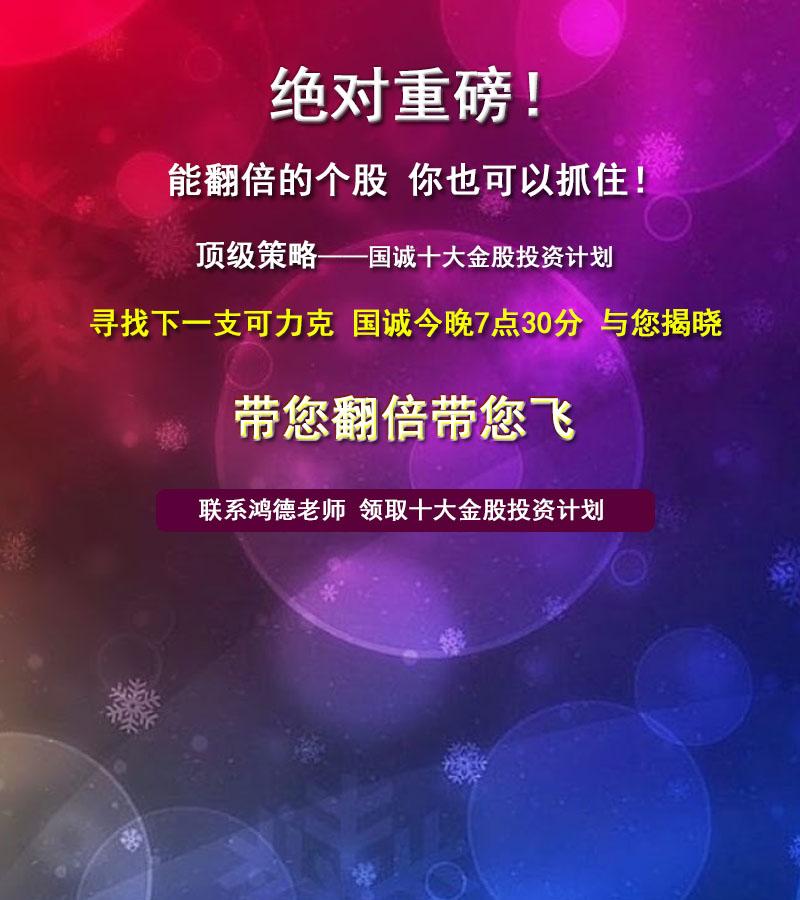 绝对重磅！
能翻倍的个股 你也可以抓住！
顶级策略——国诚十大金股投资计划
寻找下一支可力克 国诚今晚7点30分 与您揭晓
带您翻倍带您飞
联系鸿德老师 领取十大金股投资计划